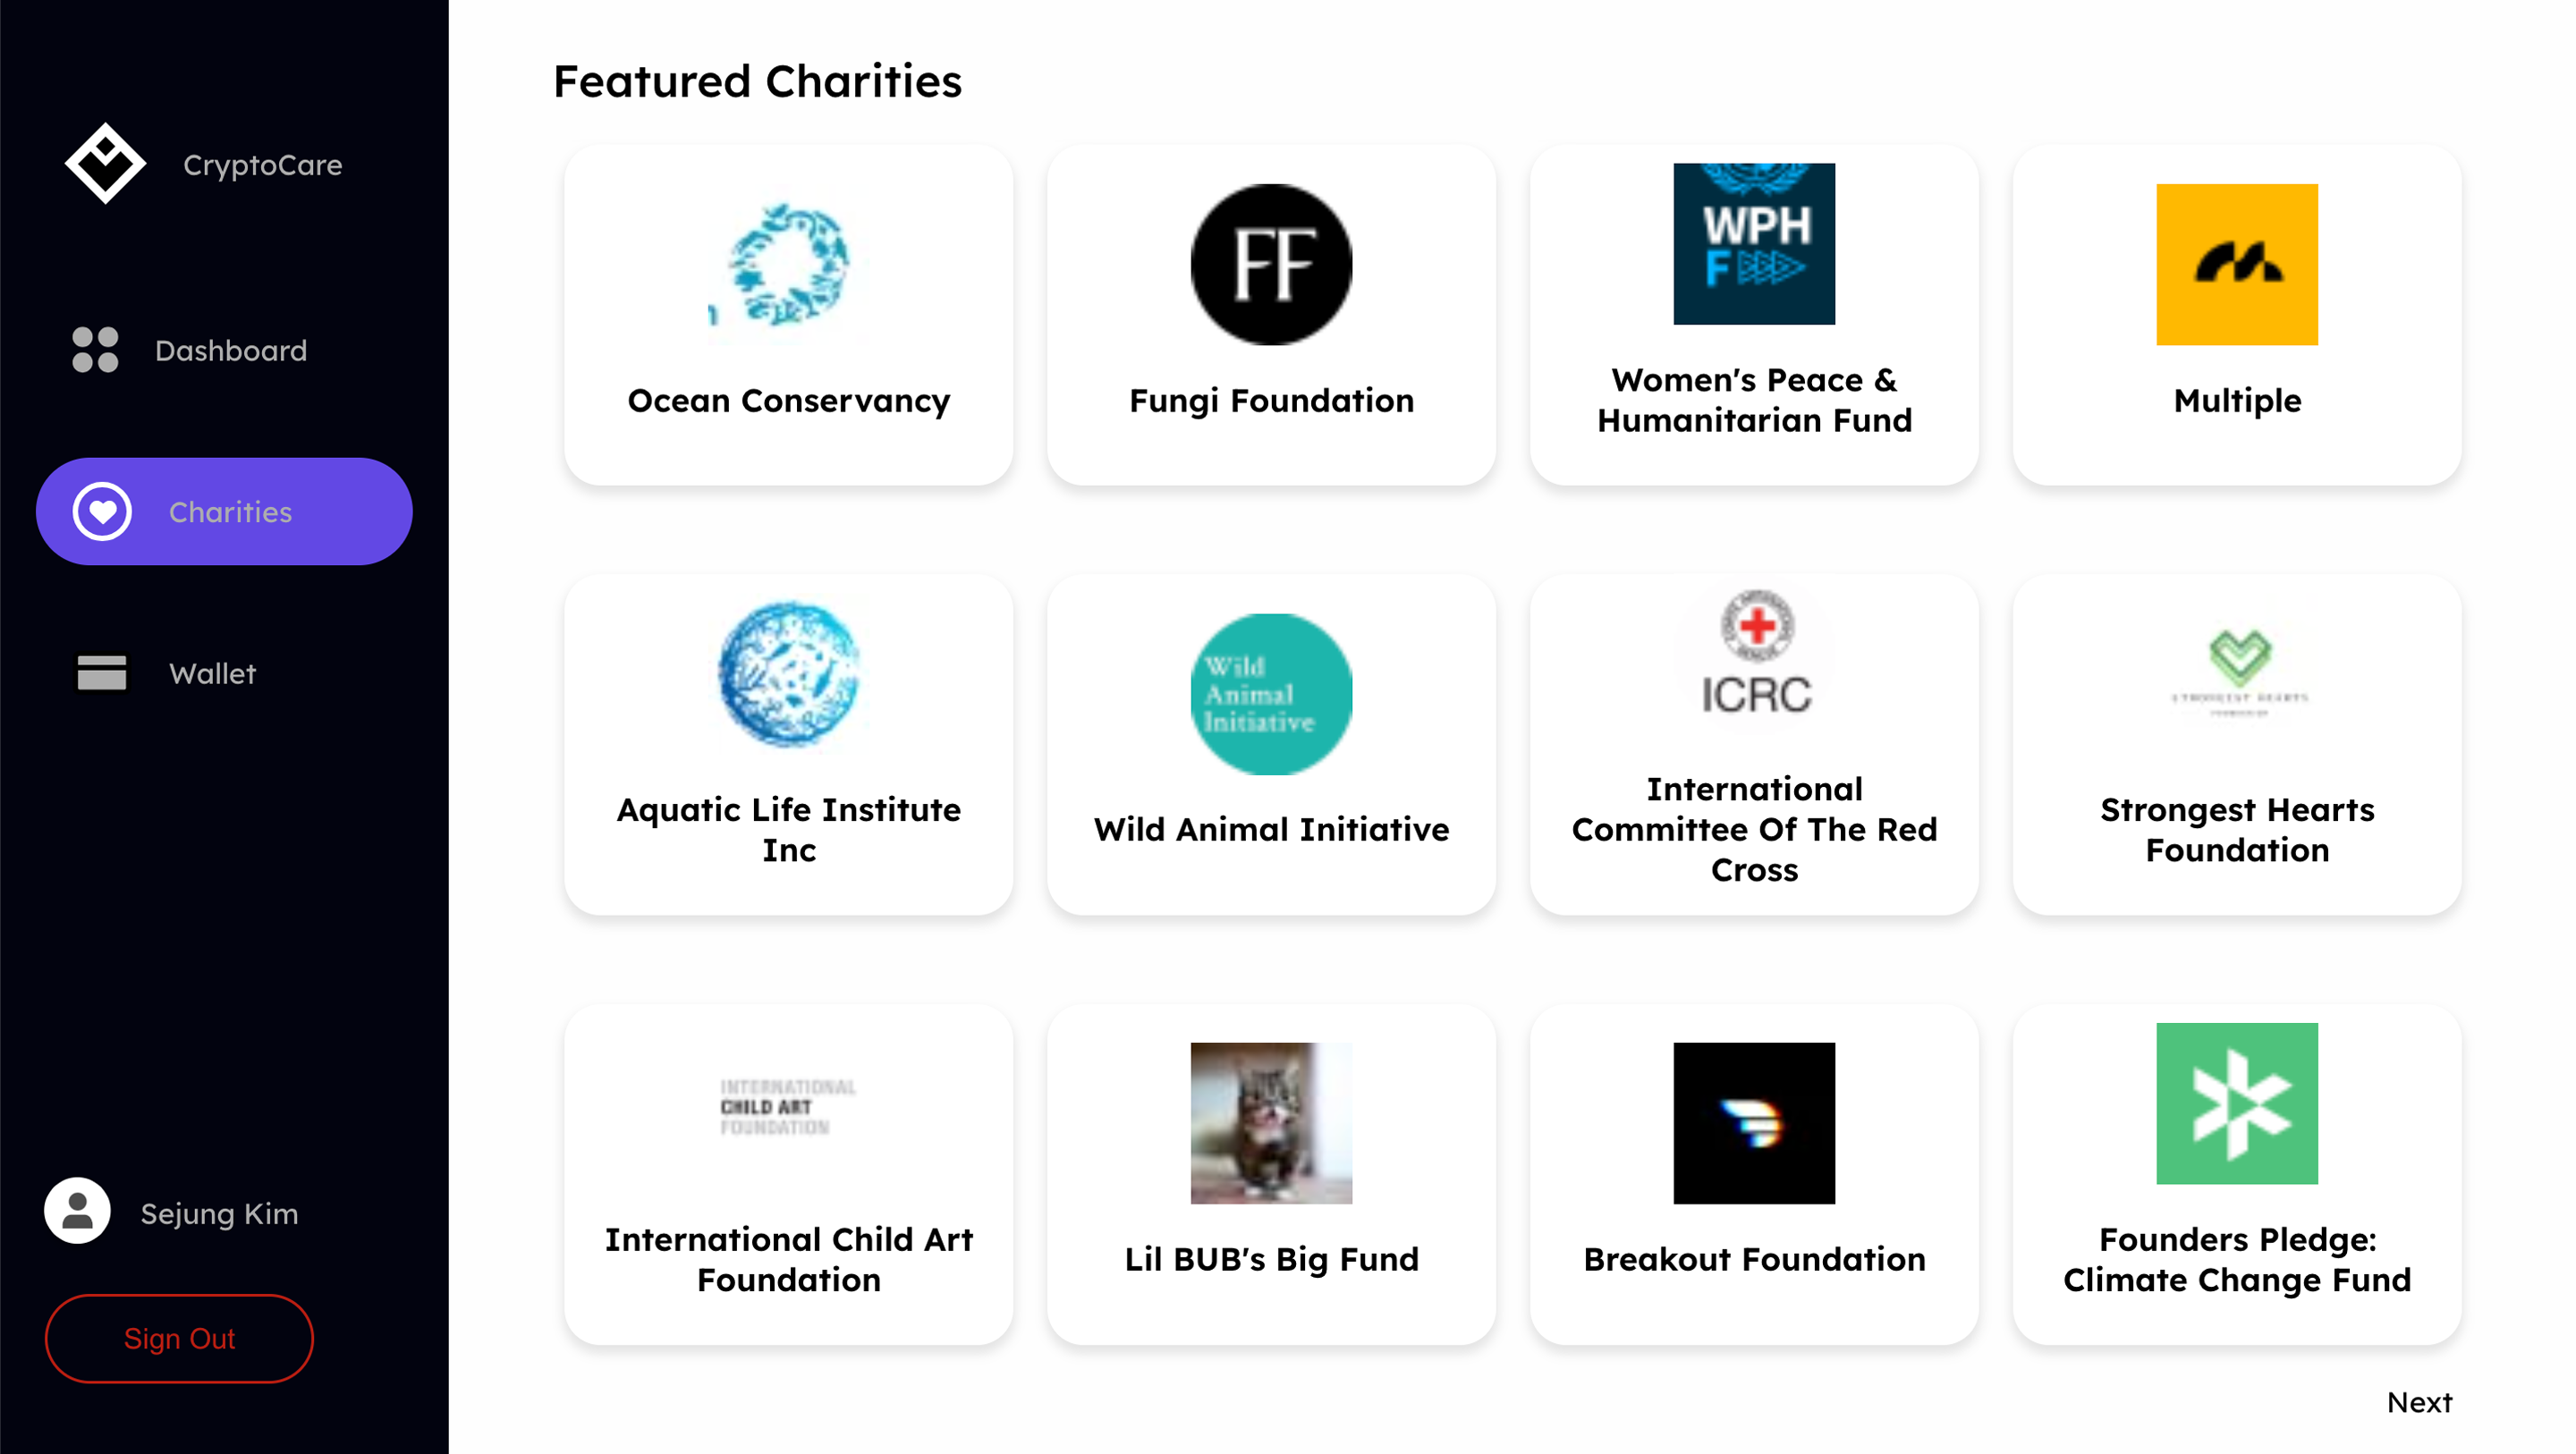 CryptoCare
Dashboard
Charities
Wallet
Sejung Kim
Sign Out
Featured Charities
Ocean Conservancy
FF
Fungi Foundation
WPH
F
Women's Peace &
Humanitarian Fund
Multiple
Aquatic Life Institute
Inc
Wild
Animal
Initiative
Wild Animal Initiative
ICRC
International
Committee Of The Red
Cross
STRONGEST HEARTS
Strongest Hearts
Foundation
INTERNATIONAL
CHILD ART
FOUNDATION
International Child Art
Foundation
Lil BUB's Big Fund
Breakout Foundation
Founders Pledge:
Climate Change Fund
Next